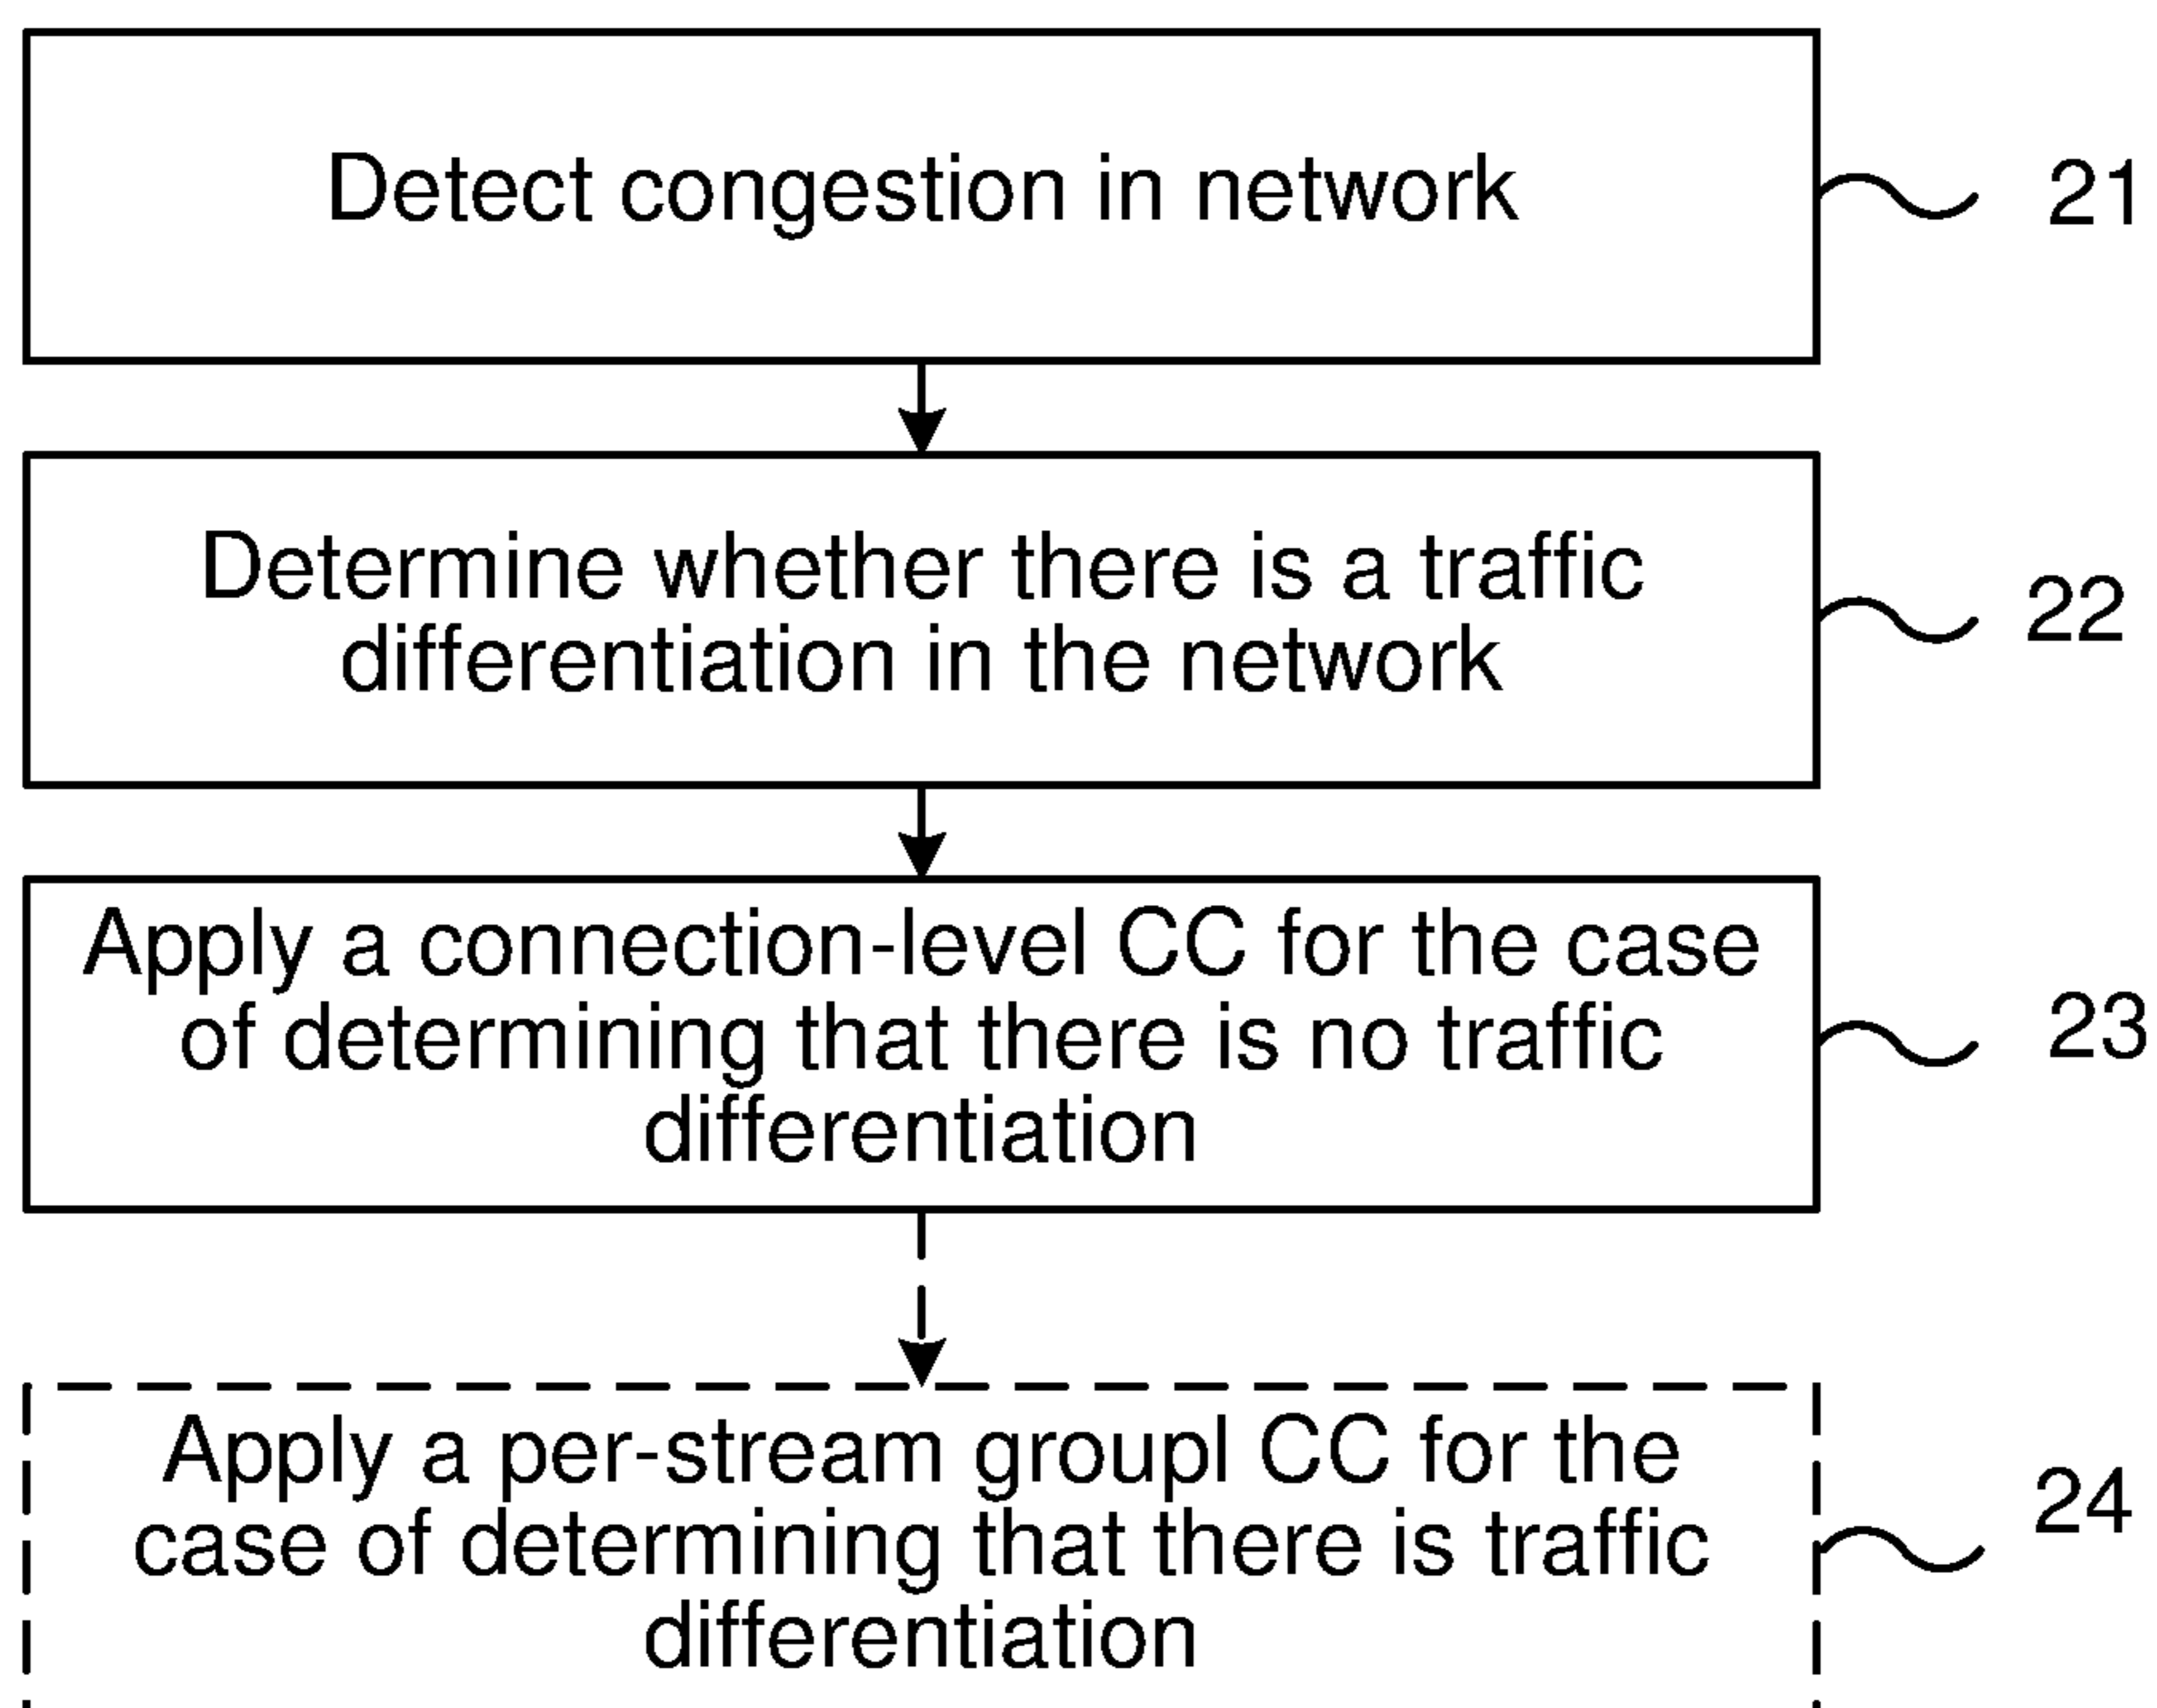 Detect congestion in network
21
Determine whether there is a traffic
differentiation in the network
22
Apply a connection-level CC for the case
of determining that there is no traffic
differentiation
23
Apply a per-stream groupl CC for the
case of determining that there is traffic
differentiation
24